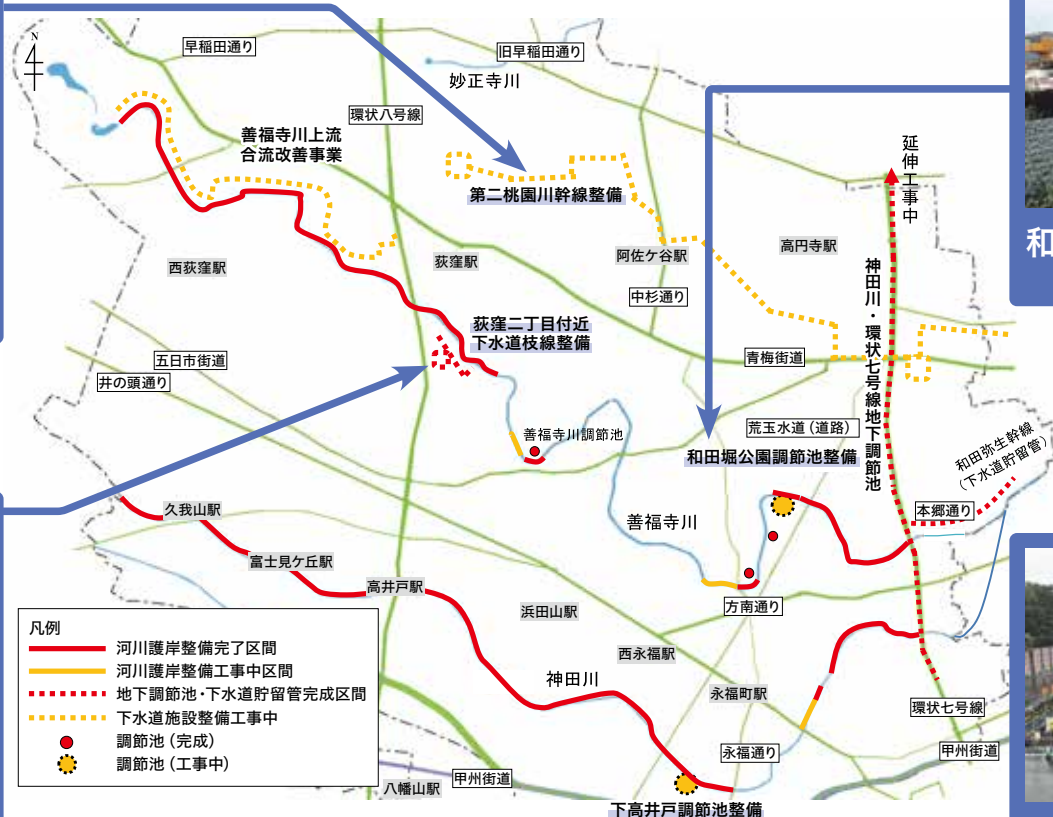 N
早稲田通り
旧早稲田通り
妙正寺川
環状八号線
善福寺川上流
合流改善事業
延伸工事中
第二桃園川幹線整備
和
西荻窪駅
荻窪駅
阿佐ケ谷駅
高円寺駅
中杉通り
神田川・環状七号線地下調節池
荻窪二丁目付近
下水道枝線整備
五日市街道
井の頭通り
青梅街道
善福寺川調節池
荒玉水道（道路）
和田堀公園調節池整備
和田弥生幹線
（下水道貯留管）
久我山駅
善福寺川
本郷通り
富士見ケ丘駅
高井戸駅
浜田山駅
方南通り
西永福駅
神田川
永福町駅
環状七号線
永福通り
甲州街道
甲州街道
八幡山駅
下高井戸調節池整備
凡例
河川護岸整備完了区間
河川護岸整備工事中区間
地下調節池・下水道貯留管完成区間
下水道施設整備工事中
調節池（完成）
調節池（工事中）